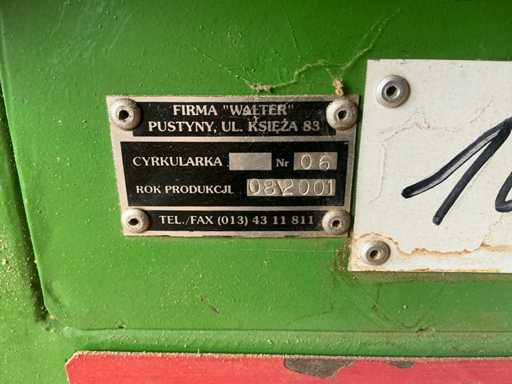 FIRMA "WALTER"
PUSTYNY, UL. KSIĘŻA 83
CYRKULARKA Nr 06
ROK PRODUKCJI 08 2001
TEL./FAX (013) 43 11 811